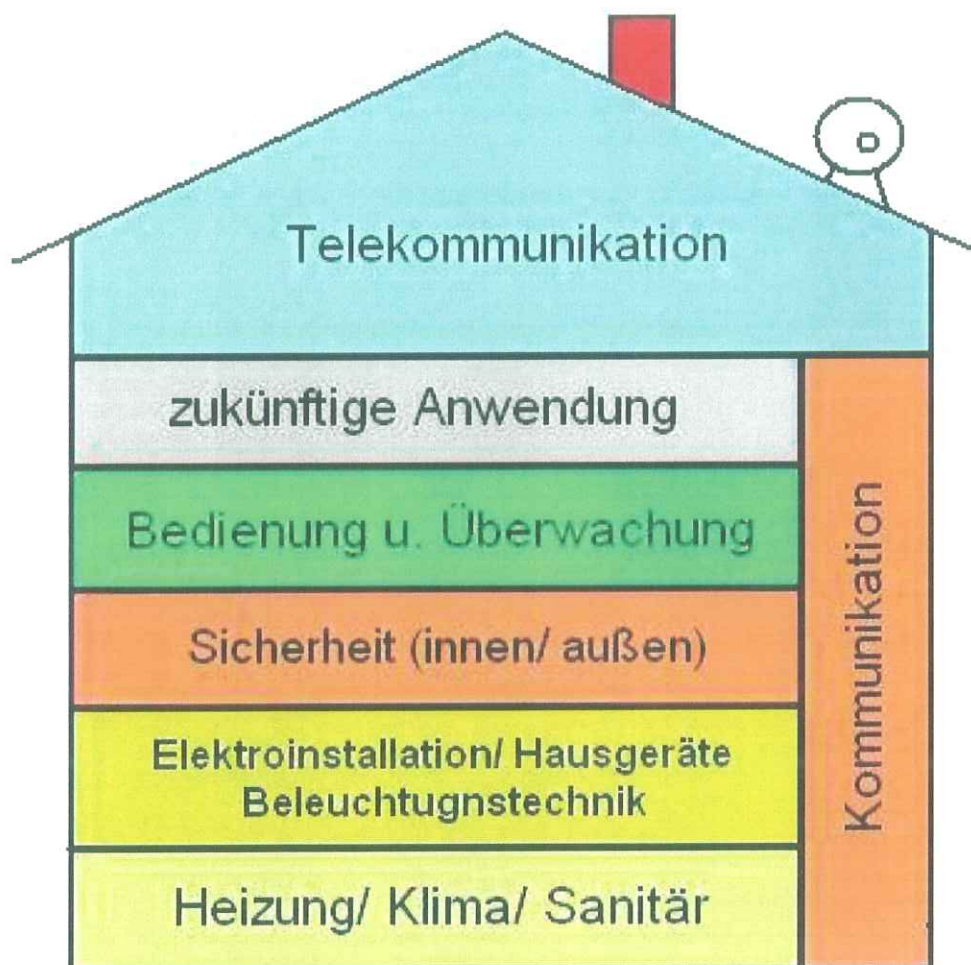 Telekommunikation
zukünftige Anwendung
Bedienung u. Überwachung
Sicherheit (innen/ außen)
Elektroinstallation/ Hausgeräte
Beleuchtugnstechnik
Heizung/ Klima/ Sanitär
Kommunikation